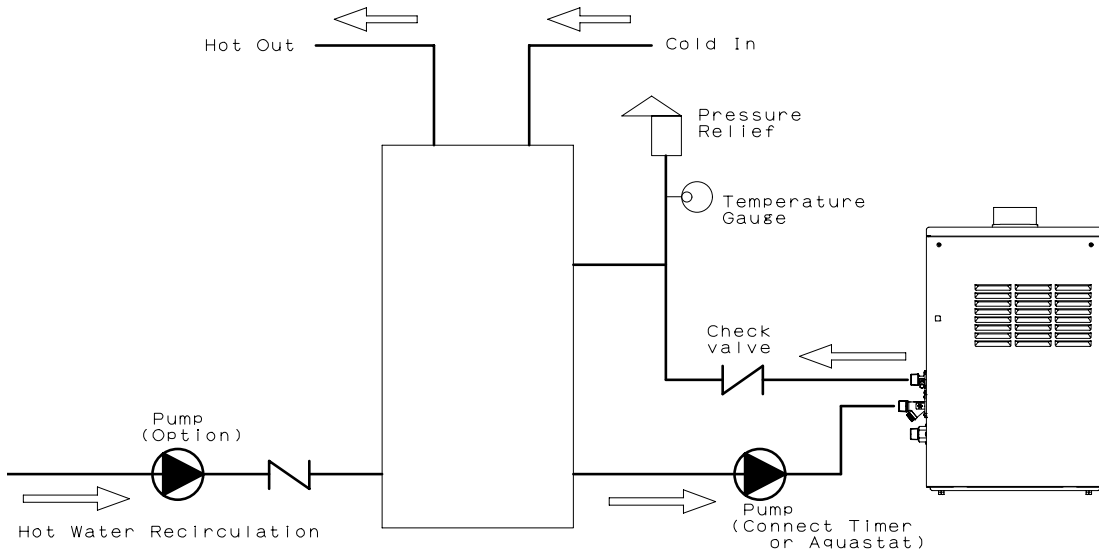 Hot Out
Cold In
Pressure
Relief
Temperature
Gauge
Check
valve
Pump
(Option)
Hot Water Recirculation
Pump
(Connect Timer
or Aquastat)